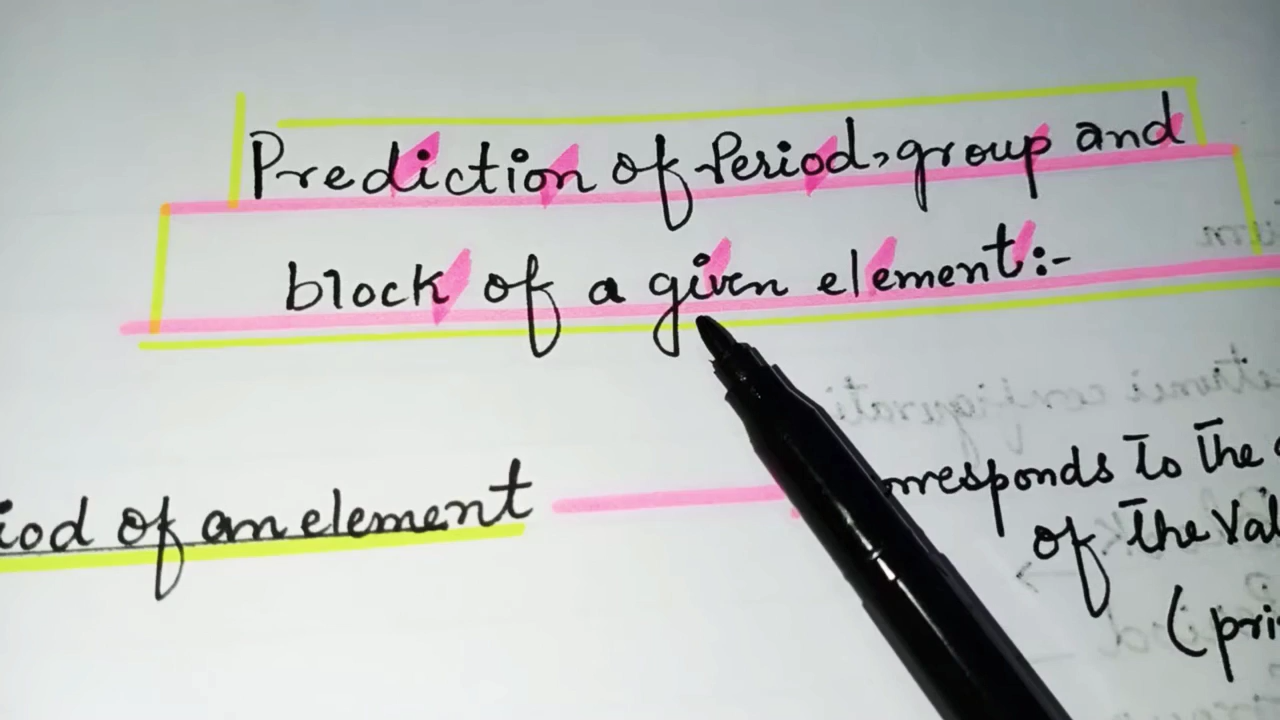 Prediction of Period, group and
block of a given element:-
iod of an element
orresponds to the
of the Val
(pri